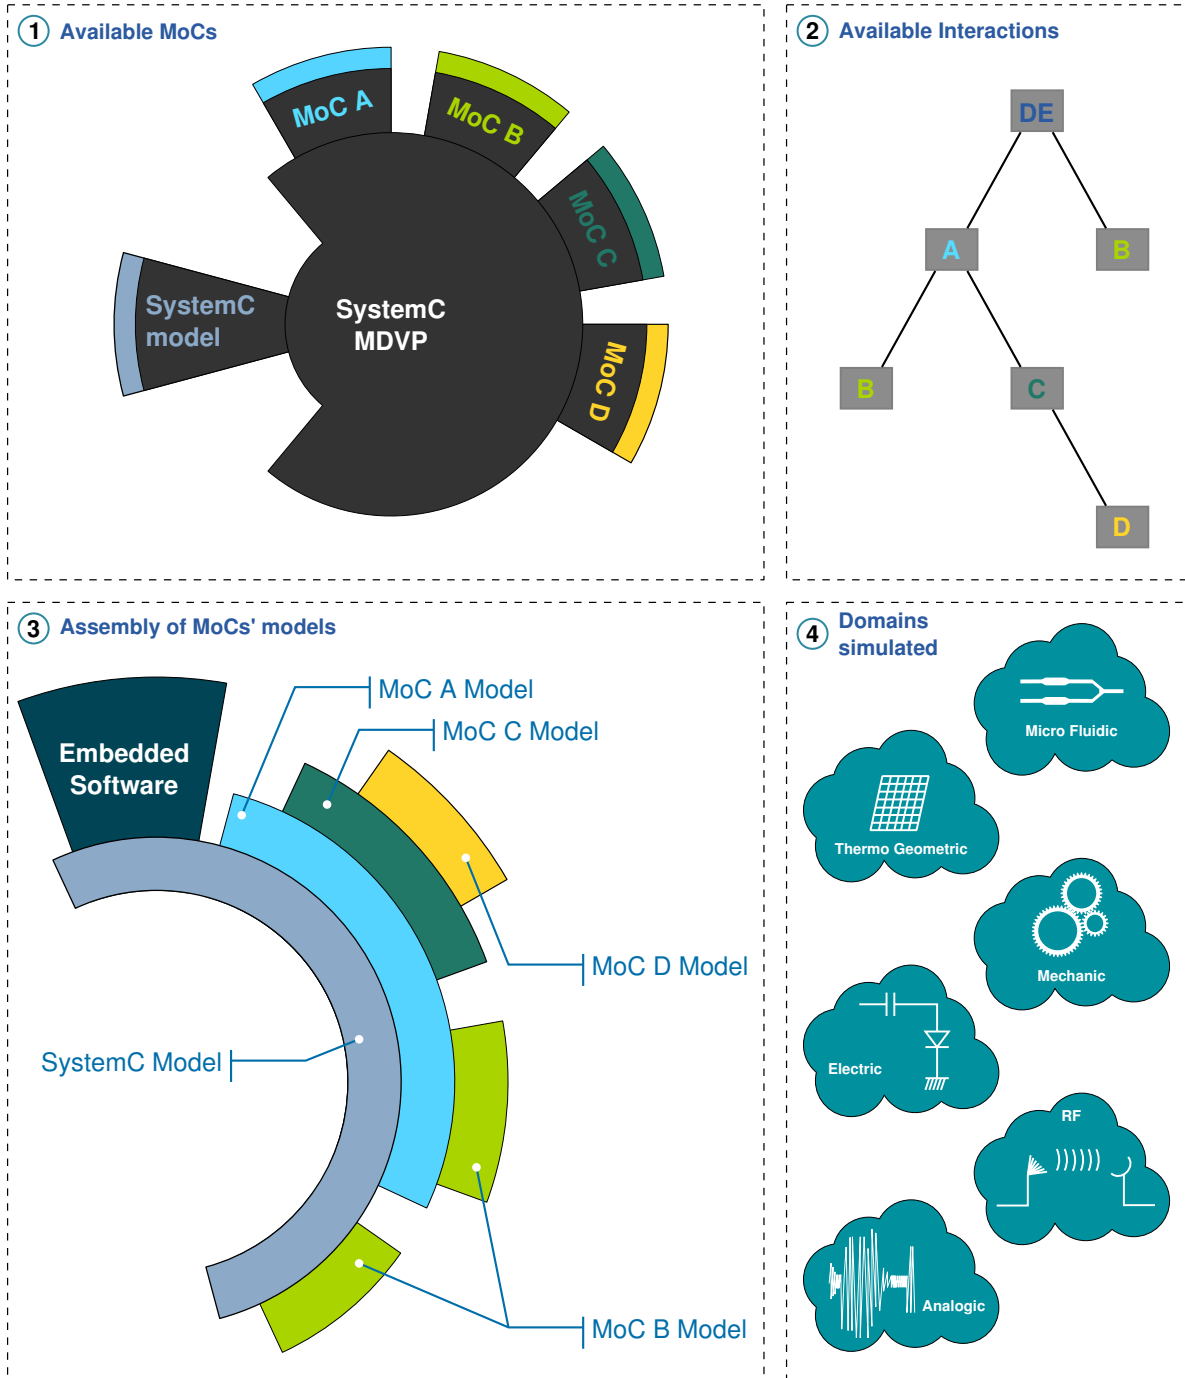 1 Available MoCs
MoC A
MoC B
MoC C
MoC D
SystemC
model
SystemC
MDVP
2 Available Interactions
DE
A
B
B
C
D
3 Assembly of MoCs' models
Embedded
Software
MoC A Model
MoC C Model
MoC D Model
SystemC Model
MoC B Model
4 Domains
simulated
Micro Fluidic
Thermo Geometric
Mechanic
Electric
RF
Analogic